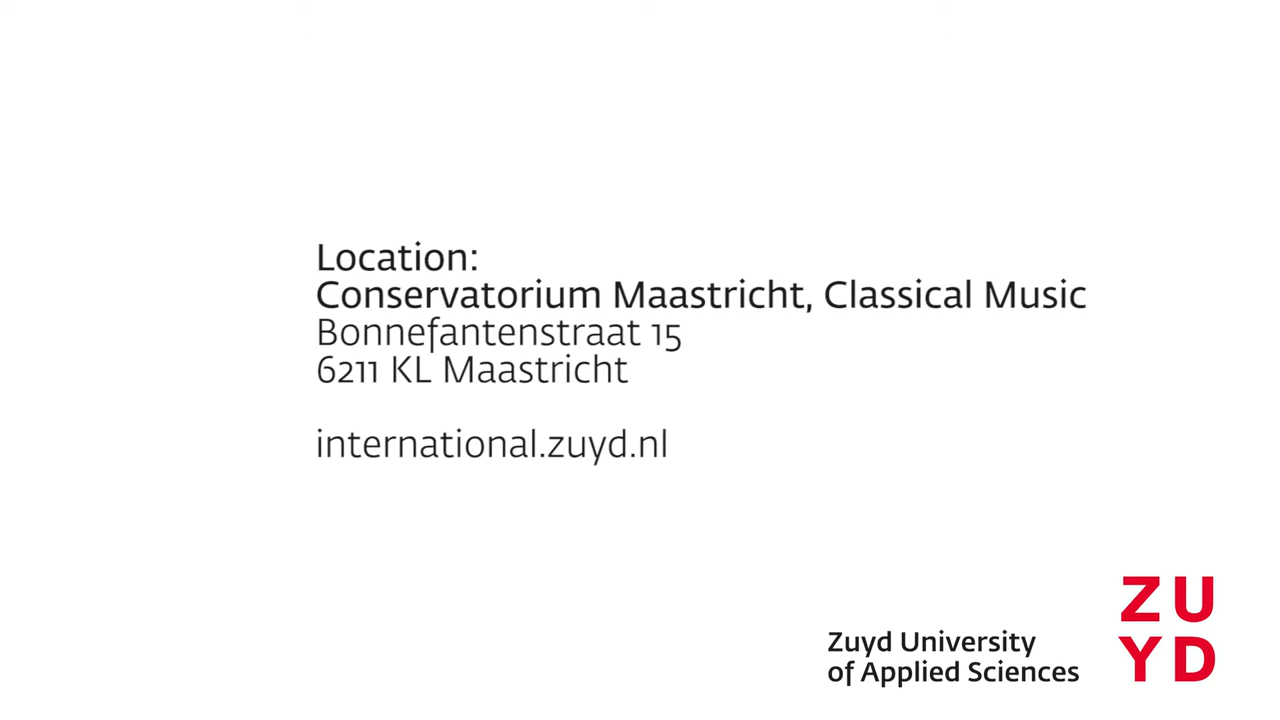 Location:
Conservatorium Maastricht, Classical Music
Bonnefantenstraat 15
6211 KL Maastricht
international.zuyd.nl
Zuyd University
of Applied Sciences
ZU
YD